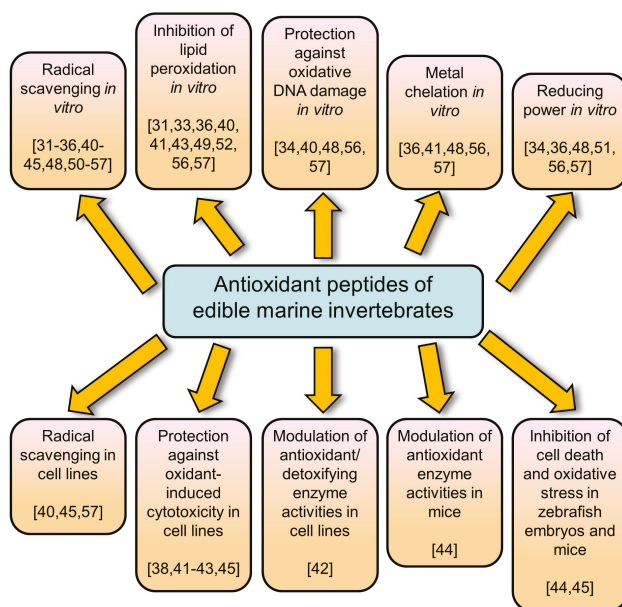 Radical
scavenging in
vitro
[31-36,40-
45,48,50-57]
Inhibition of
lipid
peroxidation
in vitro
[31,33,36,40,
41,43,49,52,
56,57]
Protection
against
oxidative
DNA damage
in vitro
[34,40,48,56,
57]
Metal
chelation in
vitro
[36,41,48,56,
57]
Reducing
power in vitro
[34,36,48,51,
56,57]
Antioxidant peptides of
edible marine invertebrates
Radical
scavenging in
cell lines
[40,45,57]
Protection
against
oxidant-
induced
cytotoxicity in
cell lines
[38,41-43,45]
Modulation of
antioxidant/
detoxifying
enzyme
activities in
cell lines
[42]
Modulation of
antioxidant
enzyme
activities in
mice
[44]
Inhibition of
cell death
and oxidative
stress in
zebrafish
embryos and
mice
[44,45]